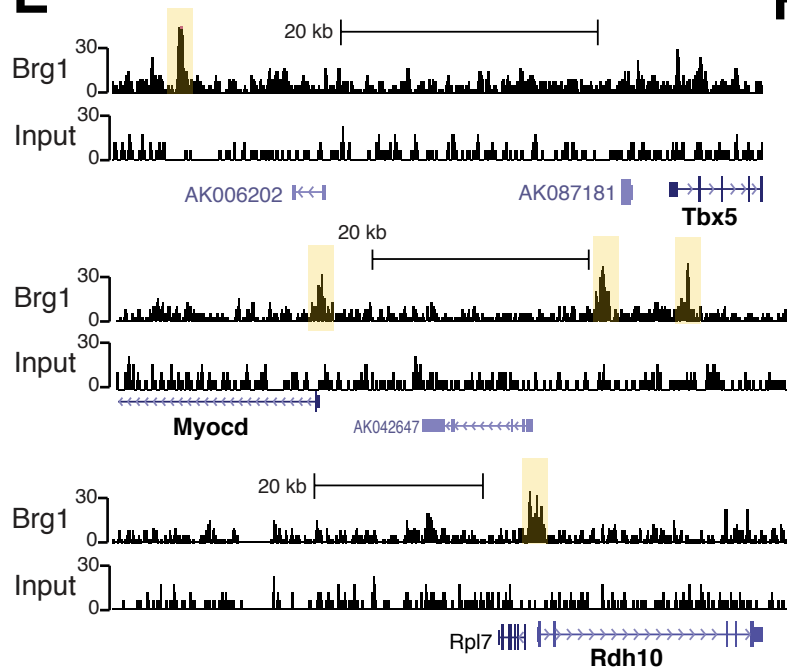 E
20 kb
30
Brg1
0
30
Input
0
AK006202
AK087181
Tbx5
20 kb
30
Brg1
0
30
Input
0
Myocd
AK042647
20 kb
30
Brg1
0
30
Input
0
Rpl7
Rdh10